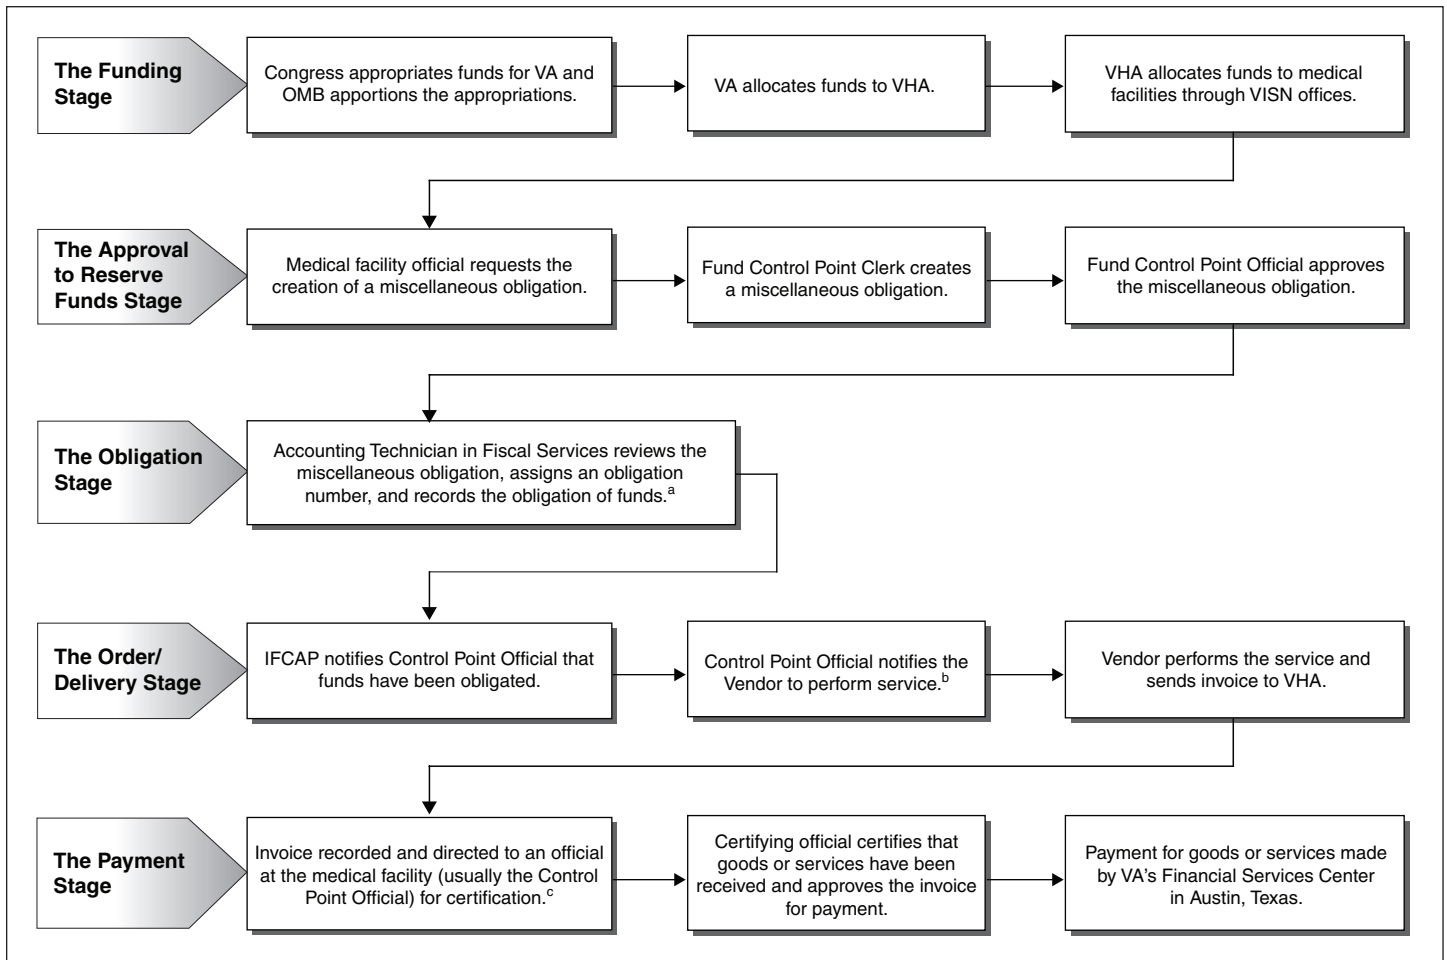 The Funding
Stage
Congress appropriates funds for VA and
OMB apportions the appropriations.
VA allocates funds to VHA.
VHA allocates funds to medical
facilities through VISN offices.
The Approval
to Reserve
Funds Stage
Medical facility official requests the
creation of a miscellaneous obligation.
Fund Control Point Clerk creates
a miscellaneous obligation.
Fund Control Point Official approves
the miscellaneous obligation.
The Obligation
Stage
Accounting Technician in Fiscal Services reviews the
miscellaneous obligation, assigns an obligation
number, and records the obligation of funds.a
The Order/
Delivery Stage
IFCAP notifies Control Point Official that
funds have been obligated.
Control Point Official notifies the
Vendor to perform service.b
Vendor performs the service and
sends invoice to VHA.
The Payment
Stage
Invoice recorded and directed to an official
at the medical facility (usually the Control
Point Official) for certification.c
Certifying official certifies that
goods or services have been
received and approves the invoice
for payment.
Payment for goods or services made
by VA's Financial Services Center
in Austin, Texas.